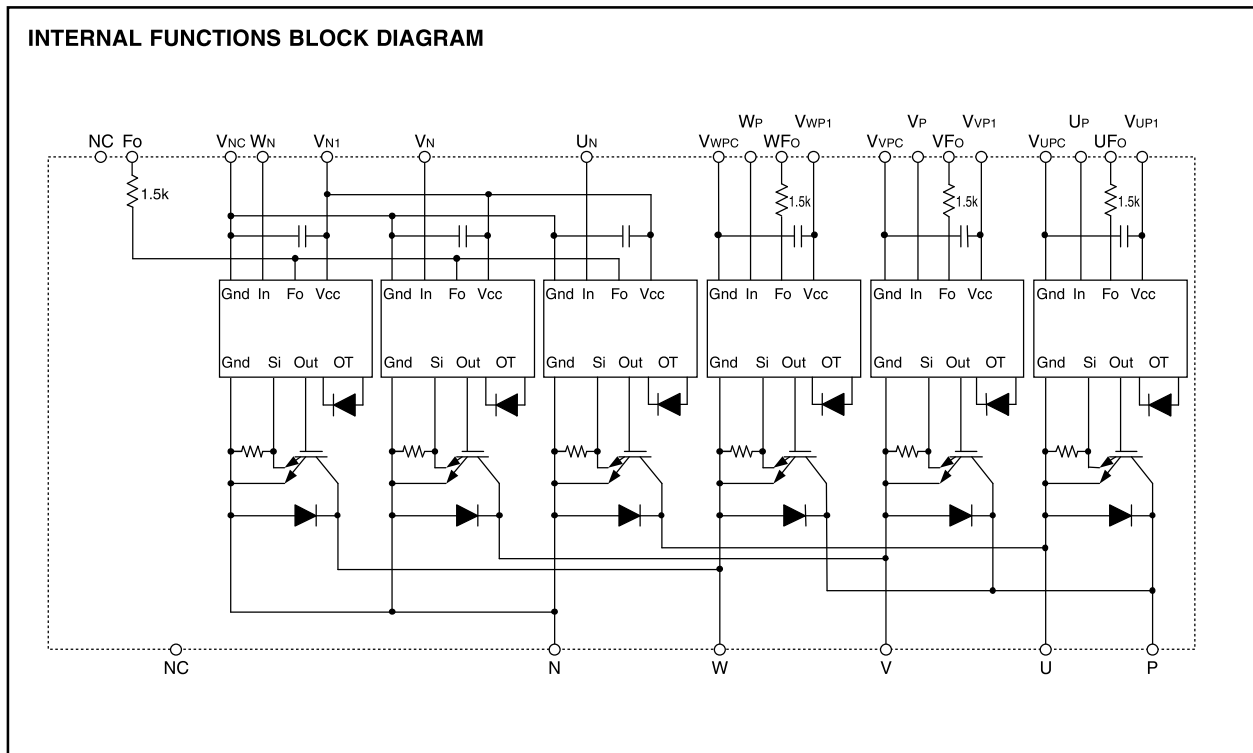 INTERNAL FUNCTIONS BLOCK DIAGRAM
WP VWP1 VP VVP1 UP VUP1
NC FO VNC WN VN1 VN UN VWPC WFO VVPC VFO VUPC UFO
1.5k 1.5k 1.5k 1.5k
Gnd In Fo Vcc Gnd In Fo Vcc Gnd In Fo Vcc Gnd In Fo Vcc Gnd In Fo Vcc Gnd In Fo Vcc
Gnd Si Out OT Gnd Si Out OT Gnd Si Out OT Gnd Si Out OT Gnd Si Out OT Gnd Si Out OT
NC N W V U P